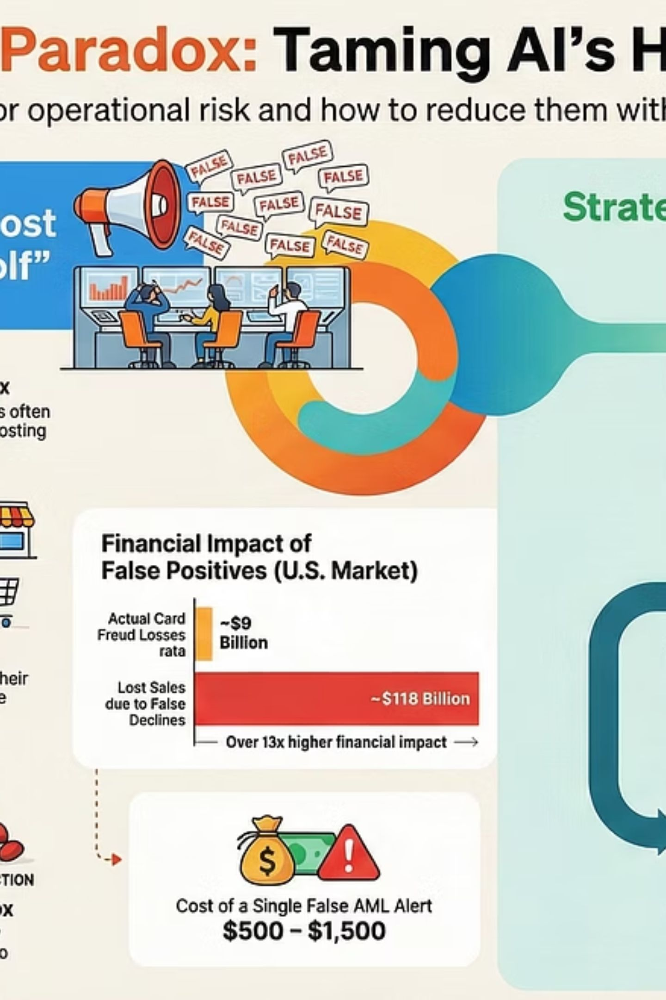 Paradox: Taming AI’s H
or operational risk and how to reduce them with
FALSE
FALSE
FALSE
FALSE
FALSE
FALSE
FALSE
FALSE
FALSE
FALSE
FALSE
ost
olf”
x
s often
osting
heir
e
CTION
ox
o
Financial Impact of
False Positives (U.S. Market)
Actual Card
Freud Losses
rata
~$9
Billion
Lost Sales
due to False
Declines
~$118 Billion
Over 13x higher financial impact
$
!
Cost of a Single False AML Alert
$500 – $1,500
Strate